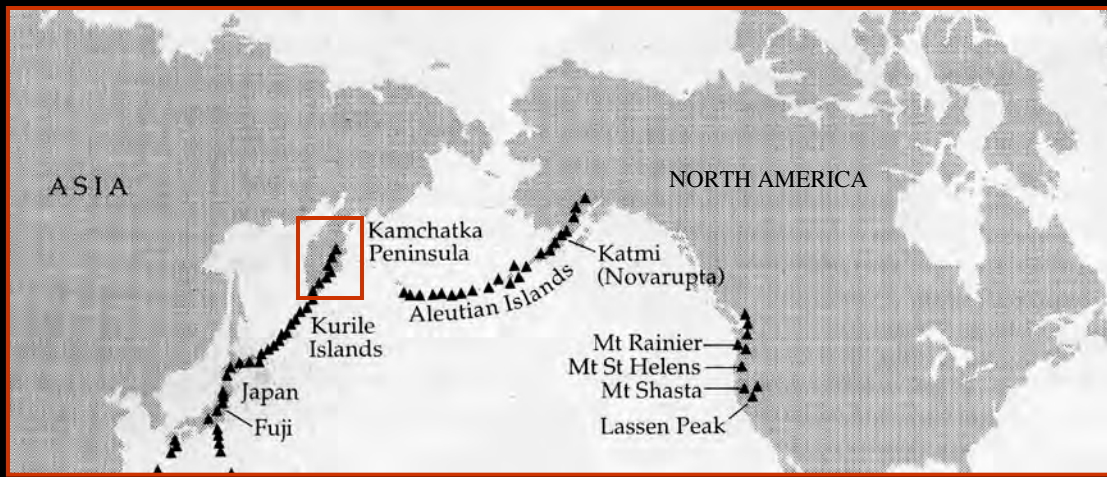 ASIA
NORTH AMERICA
Kamchatka
Peninsula
Katmi
(Novarupta)
Aleutian Islands
Kurile
Islands
Mt Rainier
Mt St Helens
Mt Shasta
Lassen Peak
Japan
Fuji